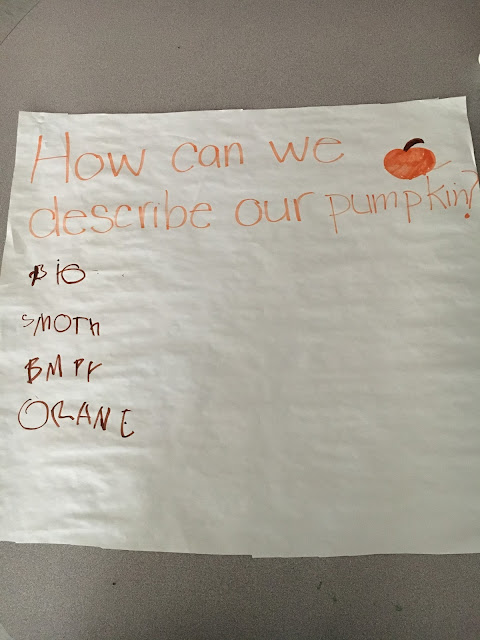 How can we
describe our pumpkin?
BiG
SMOTH
BMPY
ORANE